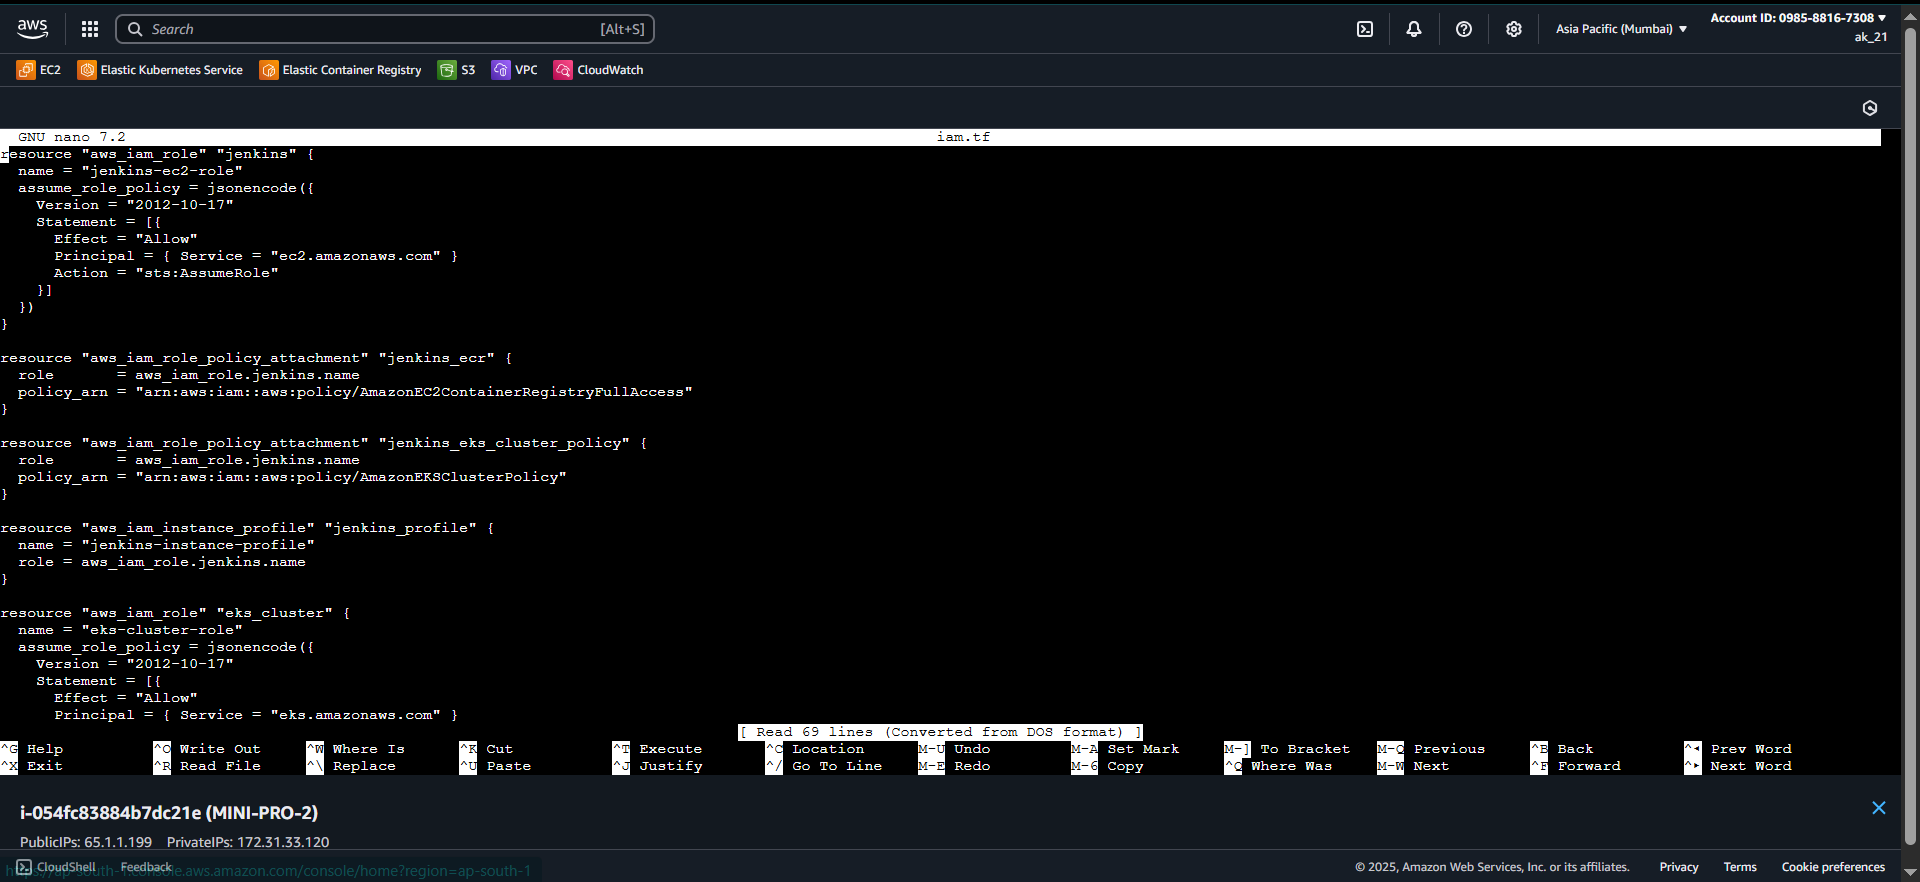 aws
Search [Alt+S]
Asia Pacific (Mumbai)
Account ID: 0985-8816-7308
ak_21
EC2 Elastic Kubernetes Service Elastic Container Registry S3 VPC CloudWatch
GNU nano 7.2 iam.tf
resource "aws_iam_role" "jenkins" {
  name = "jenkins-ec2-role"
  assume_role_policy = jsonencode({
    Version = "2012-10-17"
    Statement = [{
      Effect = "Allow"
      Principal = { Service = "ec2.amazonaws.com" }
      Action = "sts:AssumeRole"
    }]
  })
}
resource "aws_iam_role_policy_attachment" "jenkins_ecr" {
  role       = aws_iam_role.jenkins.name
  policy_arn = "arn:aws:iam::aws:policy/AmazonEC2ContainerRegistryFullAccess"
}
resource "aws_iam_role_policy_attachment" "jenkins_eks_cluster_policy" {
  role       = aws_iam_role.jenkins.name
  policy_arn = "arn:aws:iam::aws:policy/AmazonEKSClusterPolicy"
}
resource "aws_iam_instance_profile" "jenkins_profile" {
  name = "jenkins-instance-profile"
  role = aws_iam_role.jenkins.name
}
resource "aws_iam_role" "eks_cluster" {
  name = "eks-cluster-role"
  assume_role_policy = jsonencode({
    Version = "2012-10-17"
    Statement = [{
      Effect = "Allow"
      Principal = { Service = "eks.amazonaws.com" }
[ Read 69 lines (Converted from DOS format) ]
^G Help ^O Write Out ^W Where Is ^K Cut ^T Execute ^C Location M-U Undo M-A Set Mark M-] To Bracket M-Q Previous ^B Back ^◂ Prev Word
^X Exit ^R Read File ^\ Replace ^U Paste ^J Justify ^/ Go To Line M-E Redo M-6 Copy ^Q Where Was M-W Next ^F Forward ^▸ Next Word
i-054fc83884b7dc21e (MINI-PRO-2)
PublicIPs: 65.1.1.199 PrivateIPs: 172.31.33.120
CloudShell Feedback
https://ap-south-1.console.aws.amazon.com/console/home?region=ap-south-1
© 2025, Amazon Web Services, Inc. or its affiliates. Privacy Terms Cookie preferences